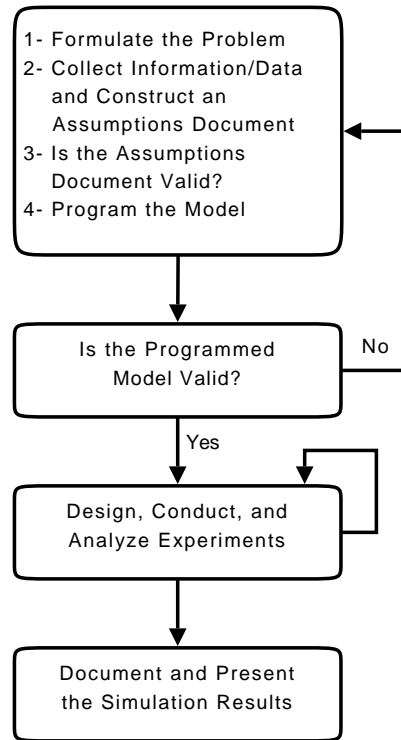 1- Formulate the Problem
2- Collect Information/Data
and Construct an
Assumptions Document
3- Is the Assumptions
Document Valid?
4- Program the Model
Is the Programmed
Model Valid?
No
Yes
Design, Conduct, and
Analyze Experiments
Document and Present
the Simulation Results